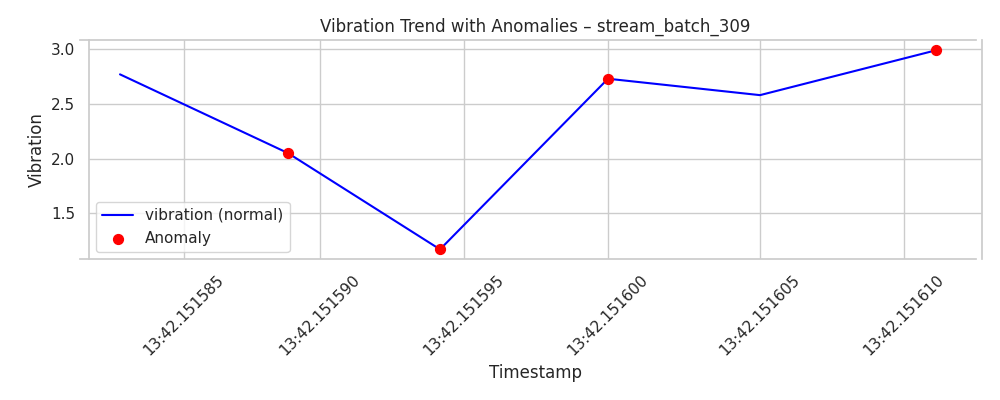 Vibration Trend with Anomalies – stream_batch_309
Vibration
3.0
2.5
2.0
1.5
vibration (normal)
Anomaly
13:42.151585
13:42.151590
13:42.151595
13:42.151600
13:42.151605
13:42.151610
Timestamp